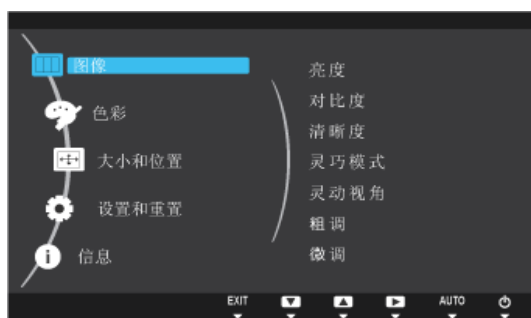 图像
色彩
大小和位置
设置和重置
信息
亮度
对比度
清晰度
灵巧模式
灵动视角
粗调
微调
EXIT
AUTO